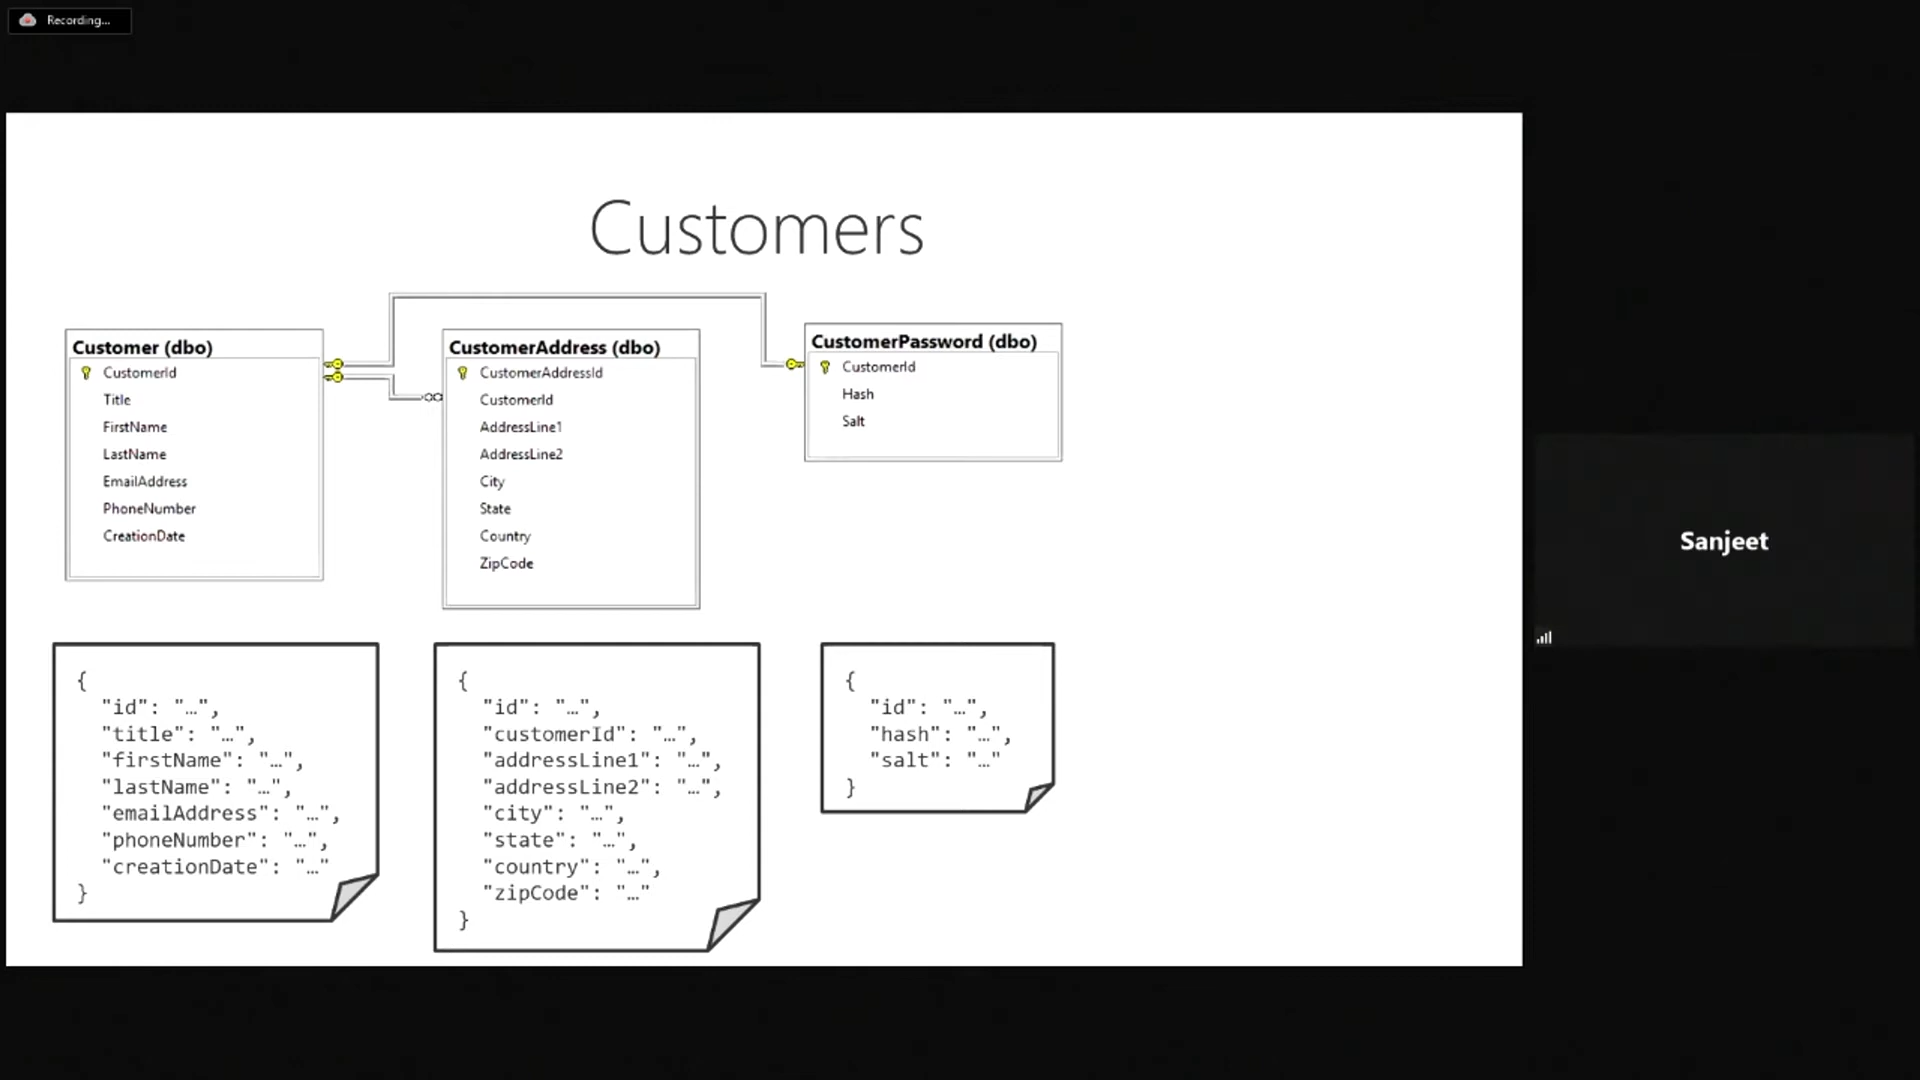 Recording...
Customers
Customer (dbo)
CustomerId
Title
FirstName
LastName
EmailAddress
PhoneNumber
CreationDate
CustomerAddress (dbo)
CustomerAddressId
CustomerId
AddressLine1
AddressLine2
City
State
Country
ZipCode
CustomerPassword (dbo)
CustomerId
Hash
Salt
{
"id": "…",
"title": "…",
"firstName": "…",
"lastName": "…",
"emailAddress": "…",
"phoneNumber": "…",
"creationDate": "…"
}
{
"id": "…",
"customerId": "…",
"addressLine1": "…",
"addressLine2": "…",
"city": "…",
"state": "…",
"country": "…",
"zipCode": "…"
}
{
"id": "…",
"hash": "…",
"salt": "…"
}
Sanjeet